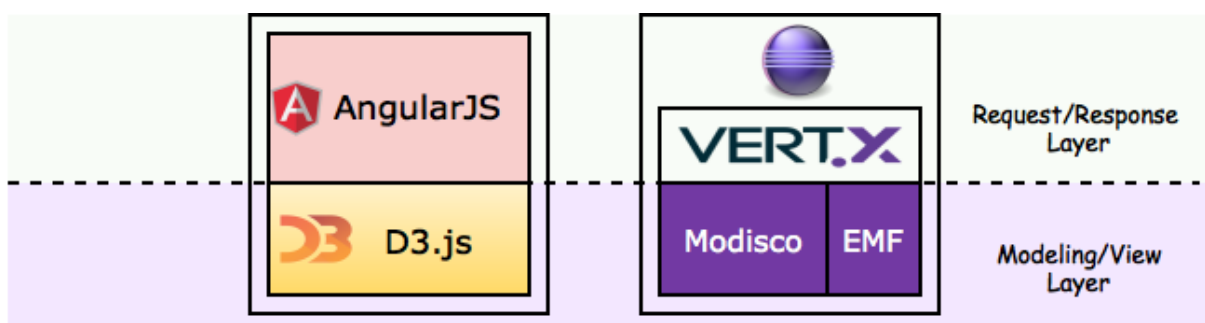 AngularJS
D3.js
VERT.X
Modisco
EMF
Request/Response
Layer
Modeling/View
Layer